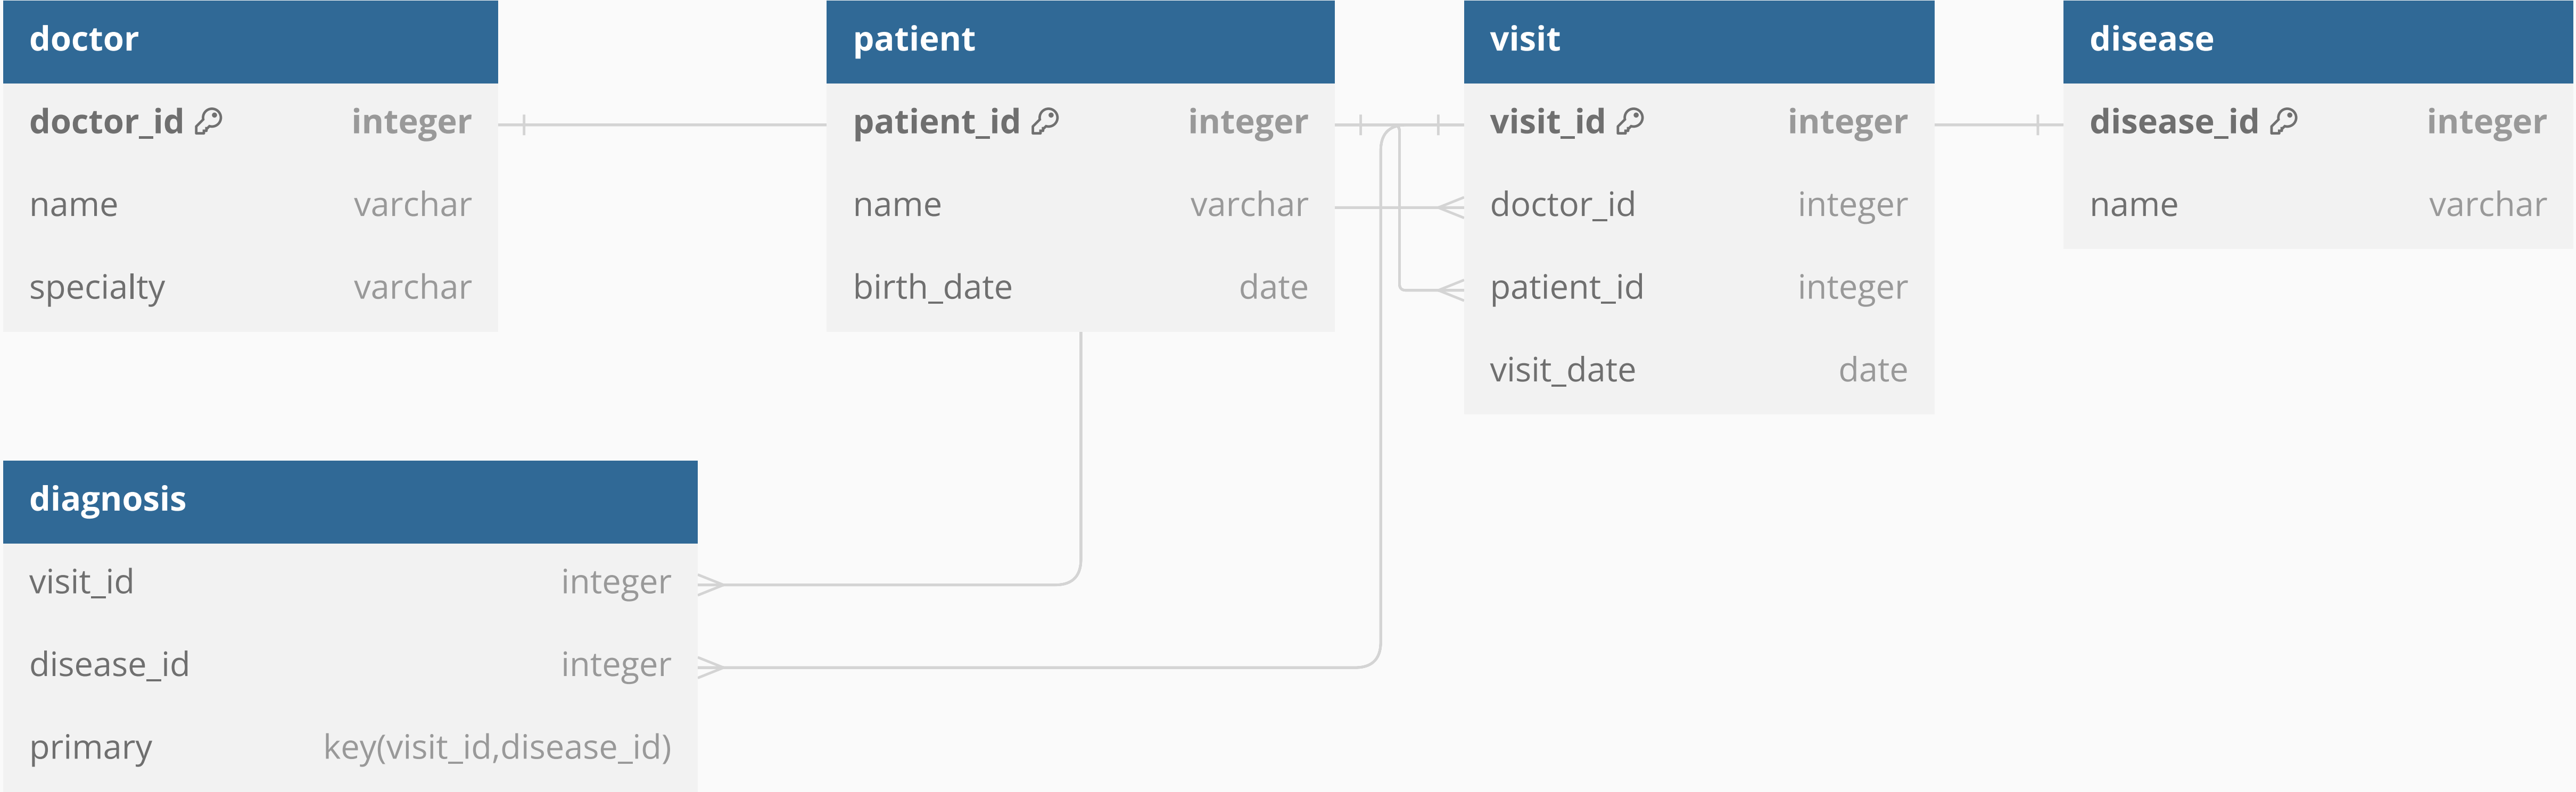 doctor
doctor_id integer
name varchar
specialty varchar
patient
patient_id integer
name varchar
birth_date date
visit
visit_id integer
doctor_id integer
patient_id integer
visit_date date
disease
disease_id integer
name varchar
diagnosis
visit_id integer
disease_id integer
primary key(visit_id,disease_id)